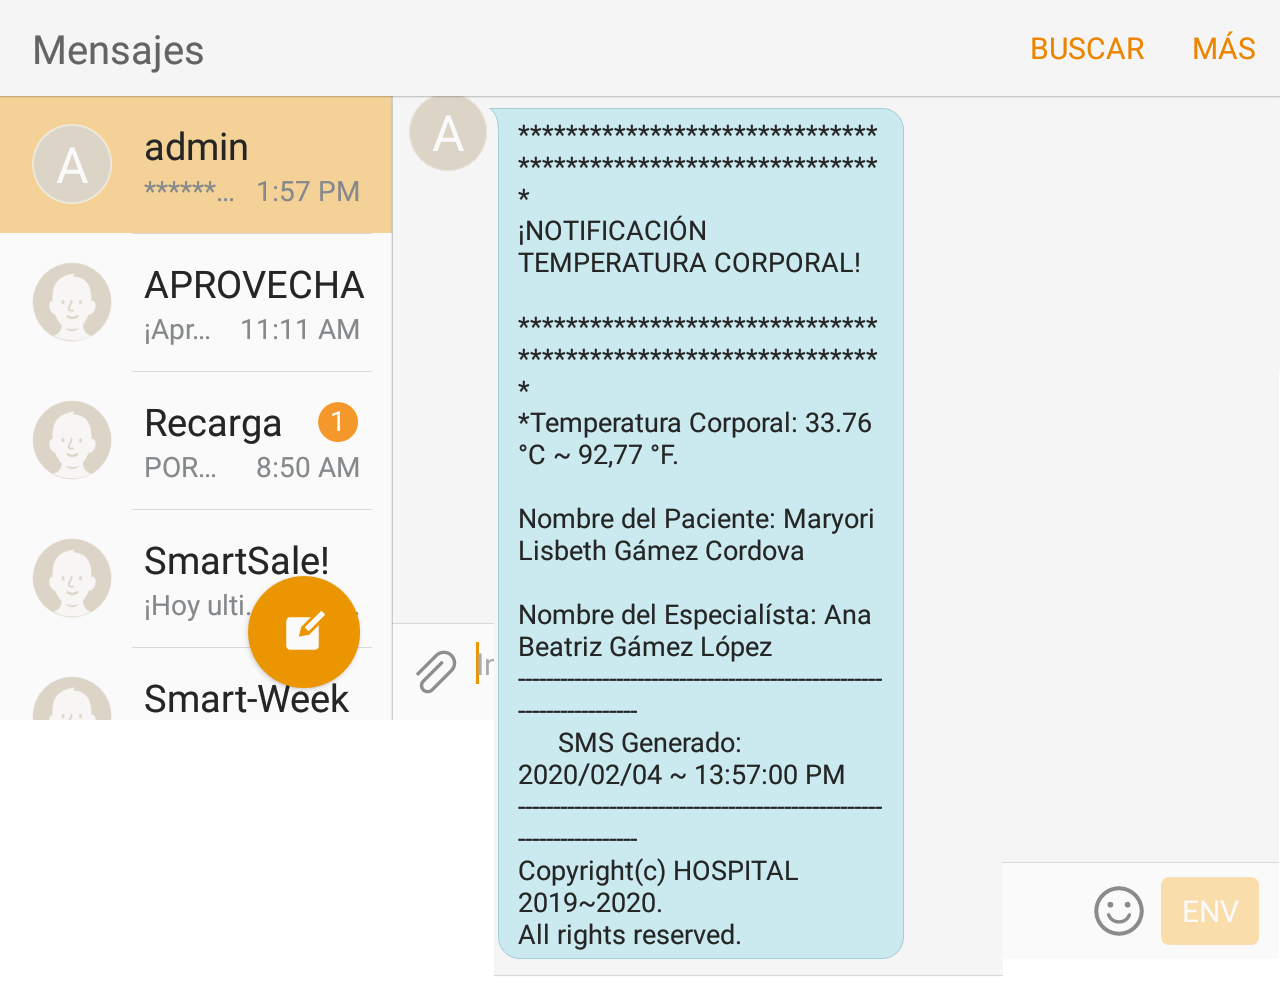 Mensajes
BUSCAR
MÁS
A
admin
******... 1:57 PM
APROVECHA
¡Apr... 11:11 AM
Recarga 1
POR... 8:50 AM
SmartSale!
¡Hoy ulti.
Smart-Week
A
******************************
******************************
*
¡NOTIFICACIÓN
TEMPERATURA CORPORAL!
******************************
******************************
*
*Temperatura Corporal: 33.76
°C ~ 92,77 °F.
Nombre del Paciente: Maryori
Lisbeth Gámez Cordova
Nombre del Especialísta: Ana
Beatriz Gámez López
----------------------------------------------------
-----------------
SMS Generado:
2020/02/04 ~ 13:57:00 PM
----------------------------------------------------
-----------------
Copyright(c) HOSPITAL
2019~2020.
All rights reserved.
ENV